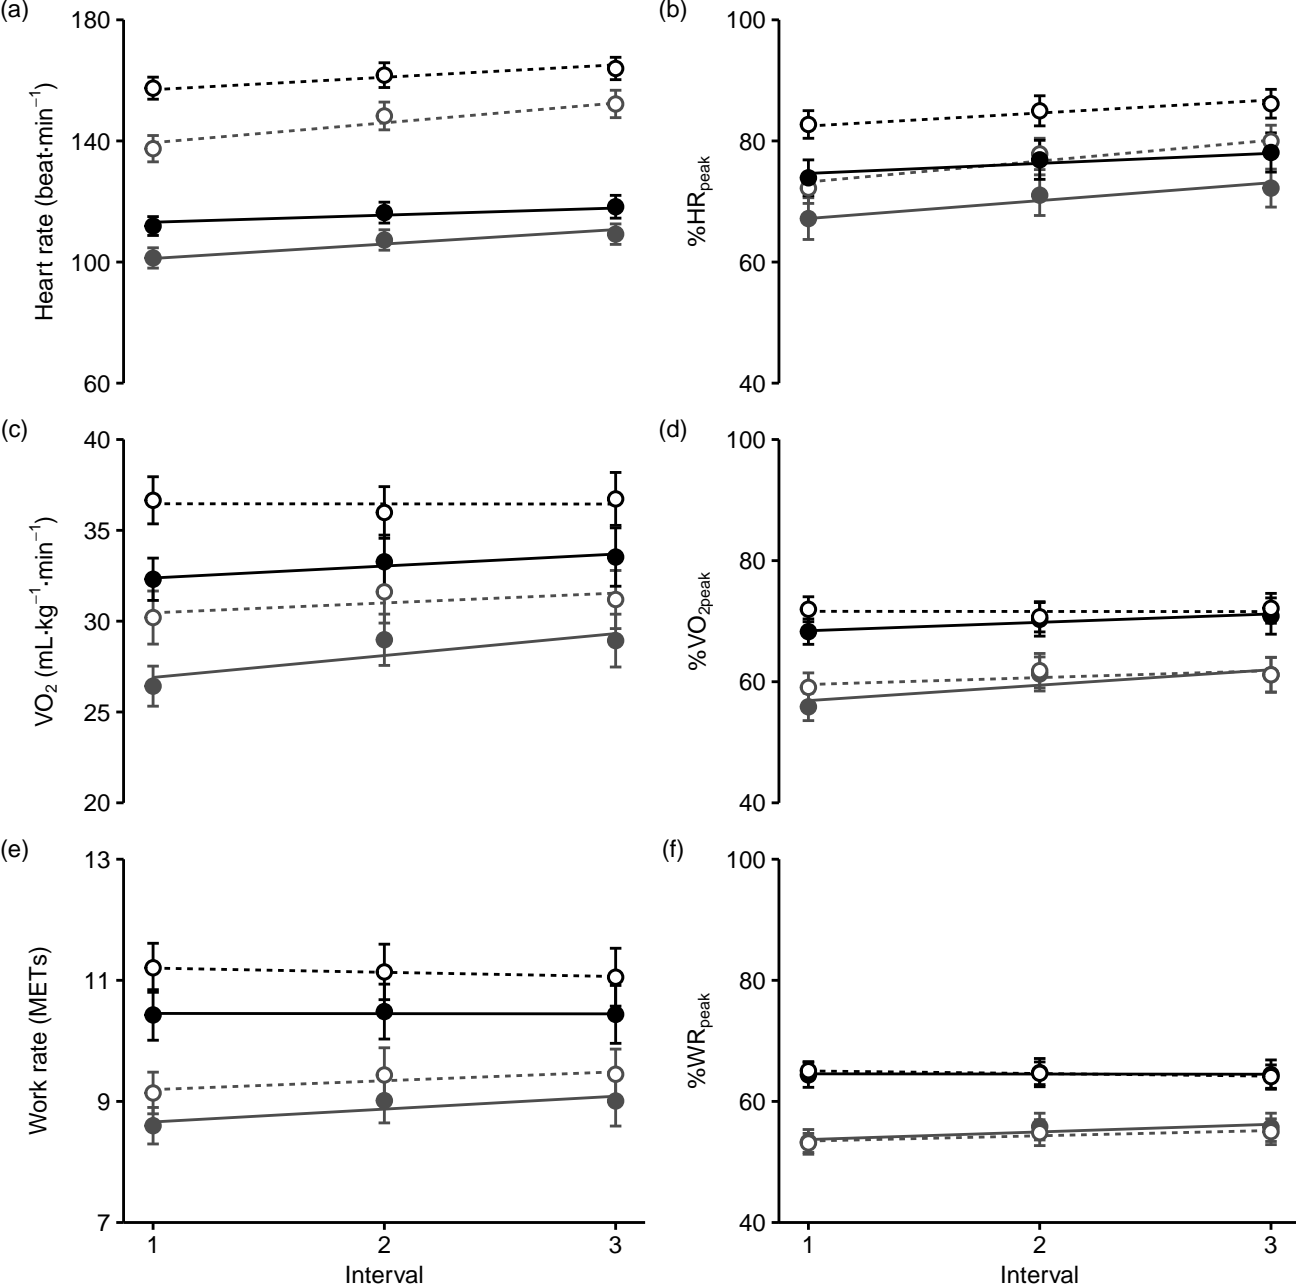 (a)
180
140
100
60
Heart rate (beat·min⁻¹)
(b)
100
80
60
40
%HRpeak
(c)
40
35
30
25
20
VO₂ (mL·kg⁻¹·min⁻¹)
(d)
100
80
60
40
%VO₂peak
(e)
13
11
9
7
Work rate (METs)
1
2
3
Interval
(f)
100
80
60
40
%WRpeak
1
2
3
Interval